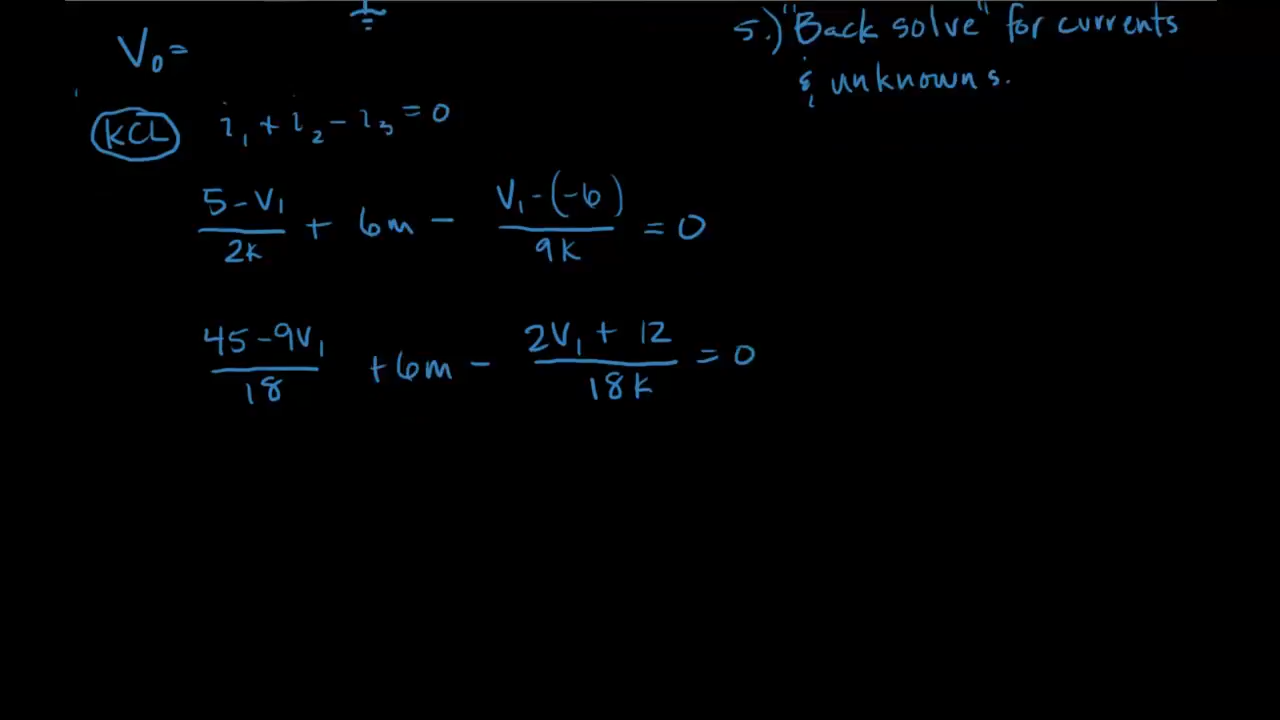 5.) "Back solve" for currents
& unknowns.
V₀ =
KCL i₁ + i₂ - i₃ = 0
5 - V₁ / 2k + 6m - V₁ - (-6) / 9k = 0
45 - 9V₁ / 18 + 6m - 2V₁ + 12 / 18k = 0